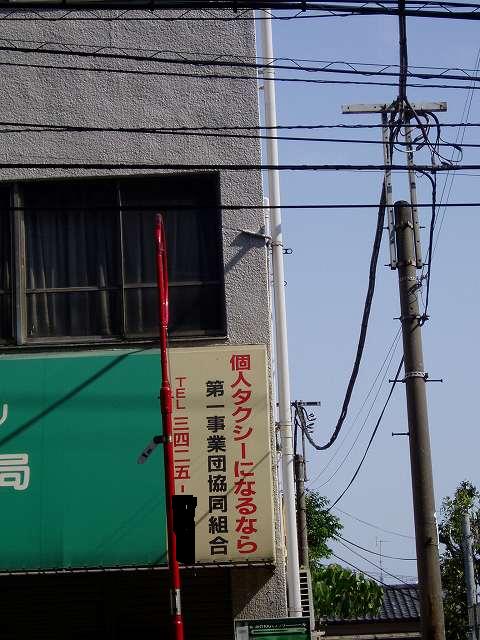 個人タクシーになるなら
第一事業団協同組合
TEL 三四二五ー
局